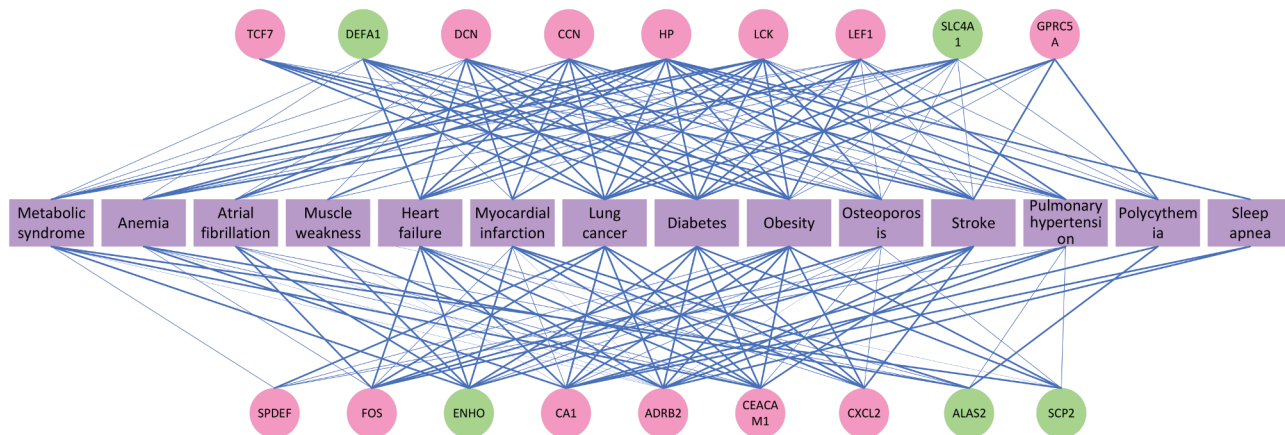 TCF7
DEFA1
DCN
CCN
HP
LCK
LEF1
SLC4A
1
GPRC5
A
Metabolic
syndrome
Anemia
Atrial
fibrillation
Muscle
weakness
Heart
failure
Myocardial
infarction
Lung
cancer
Diabetes
Obesity
Osteoporos
is
Stroke
Pulmonary
hypertensi
on
Polycythem
ia
Sleep
apnea
SPDEF
FOS
ENHO
CA1
ADRB2
CEACA
M1
CXCL2
ALAS2
SCP2